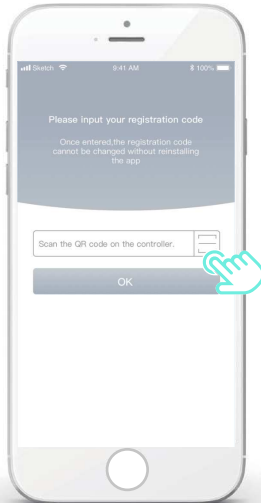 Sketch 9:41 AM 100%
Please input your registration code
Once entered,the registration code
cannot be changed without reinstalling
the app
Scan the QR code on the controller.
OK